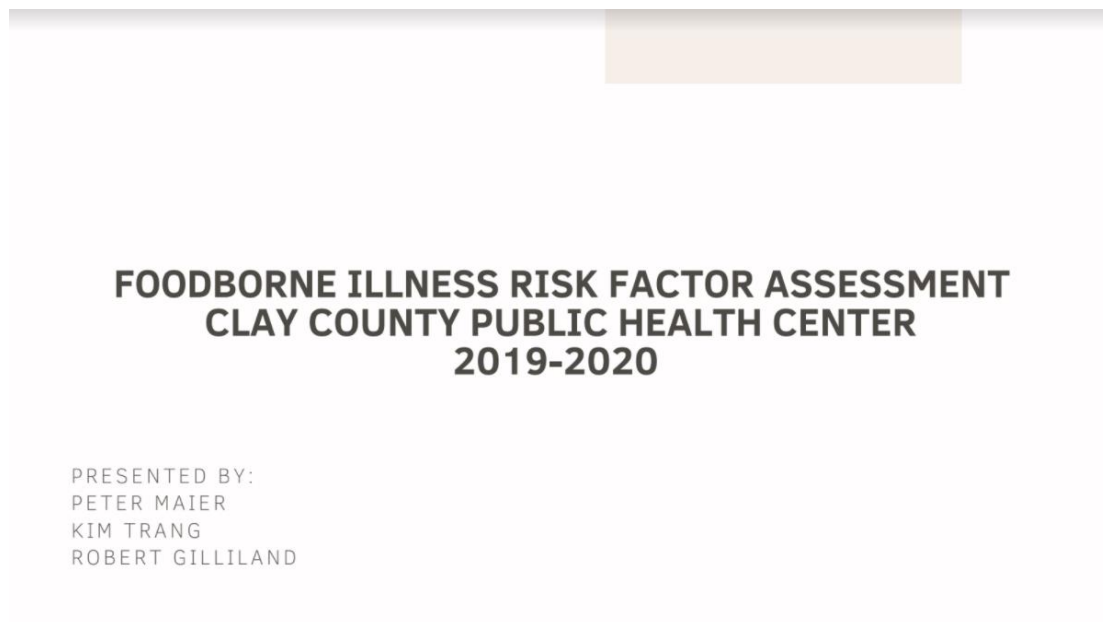 FOODBORNE ILLNESS RISK FACTOR ASSESSMENT
CLAY COUNTY PUBLIC HEALTH CENTER
2019-2020
PRESENTED BY:
PETER MAIER
KIM TRANG
ROBERT GILLILAND